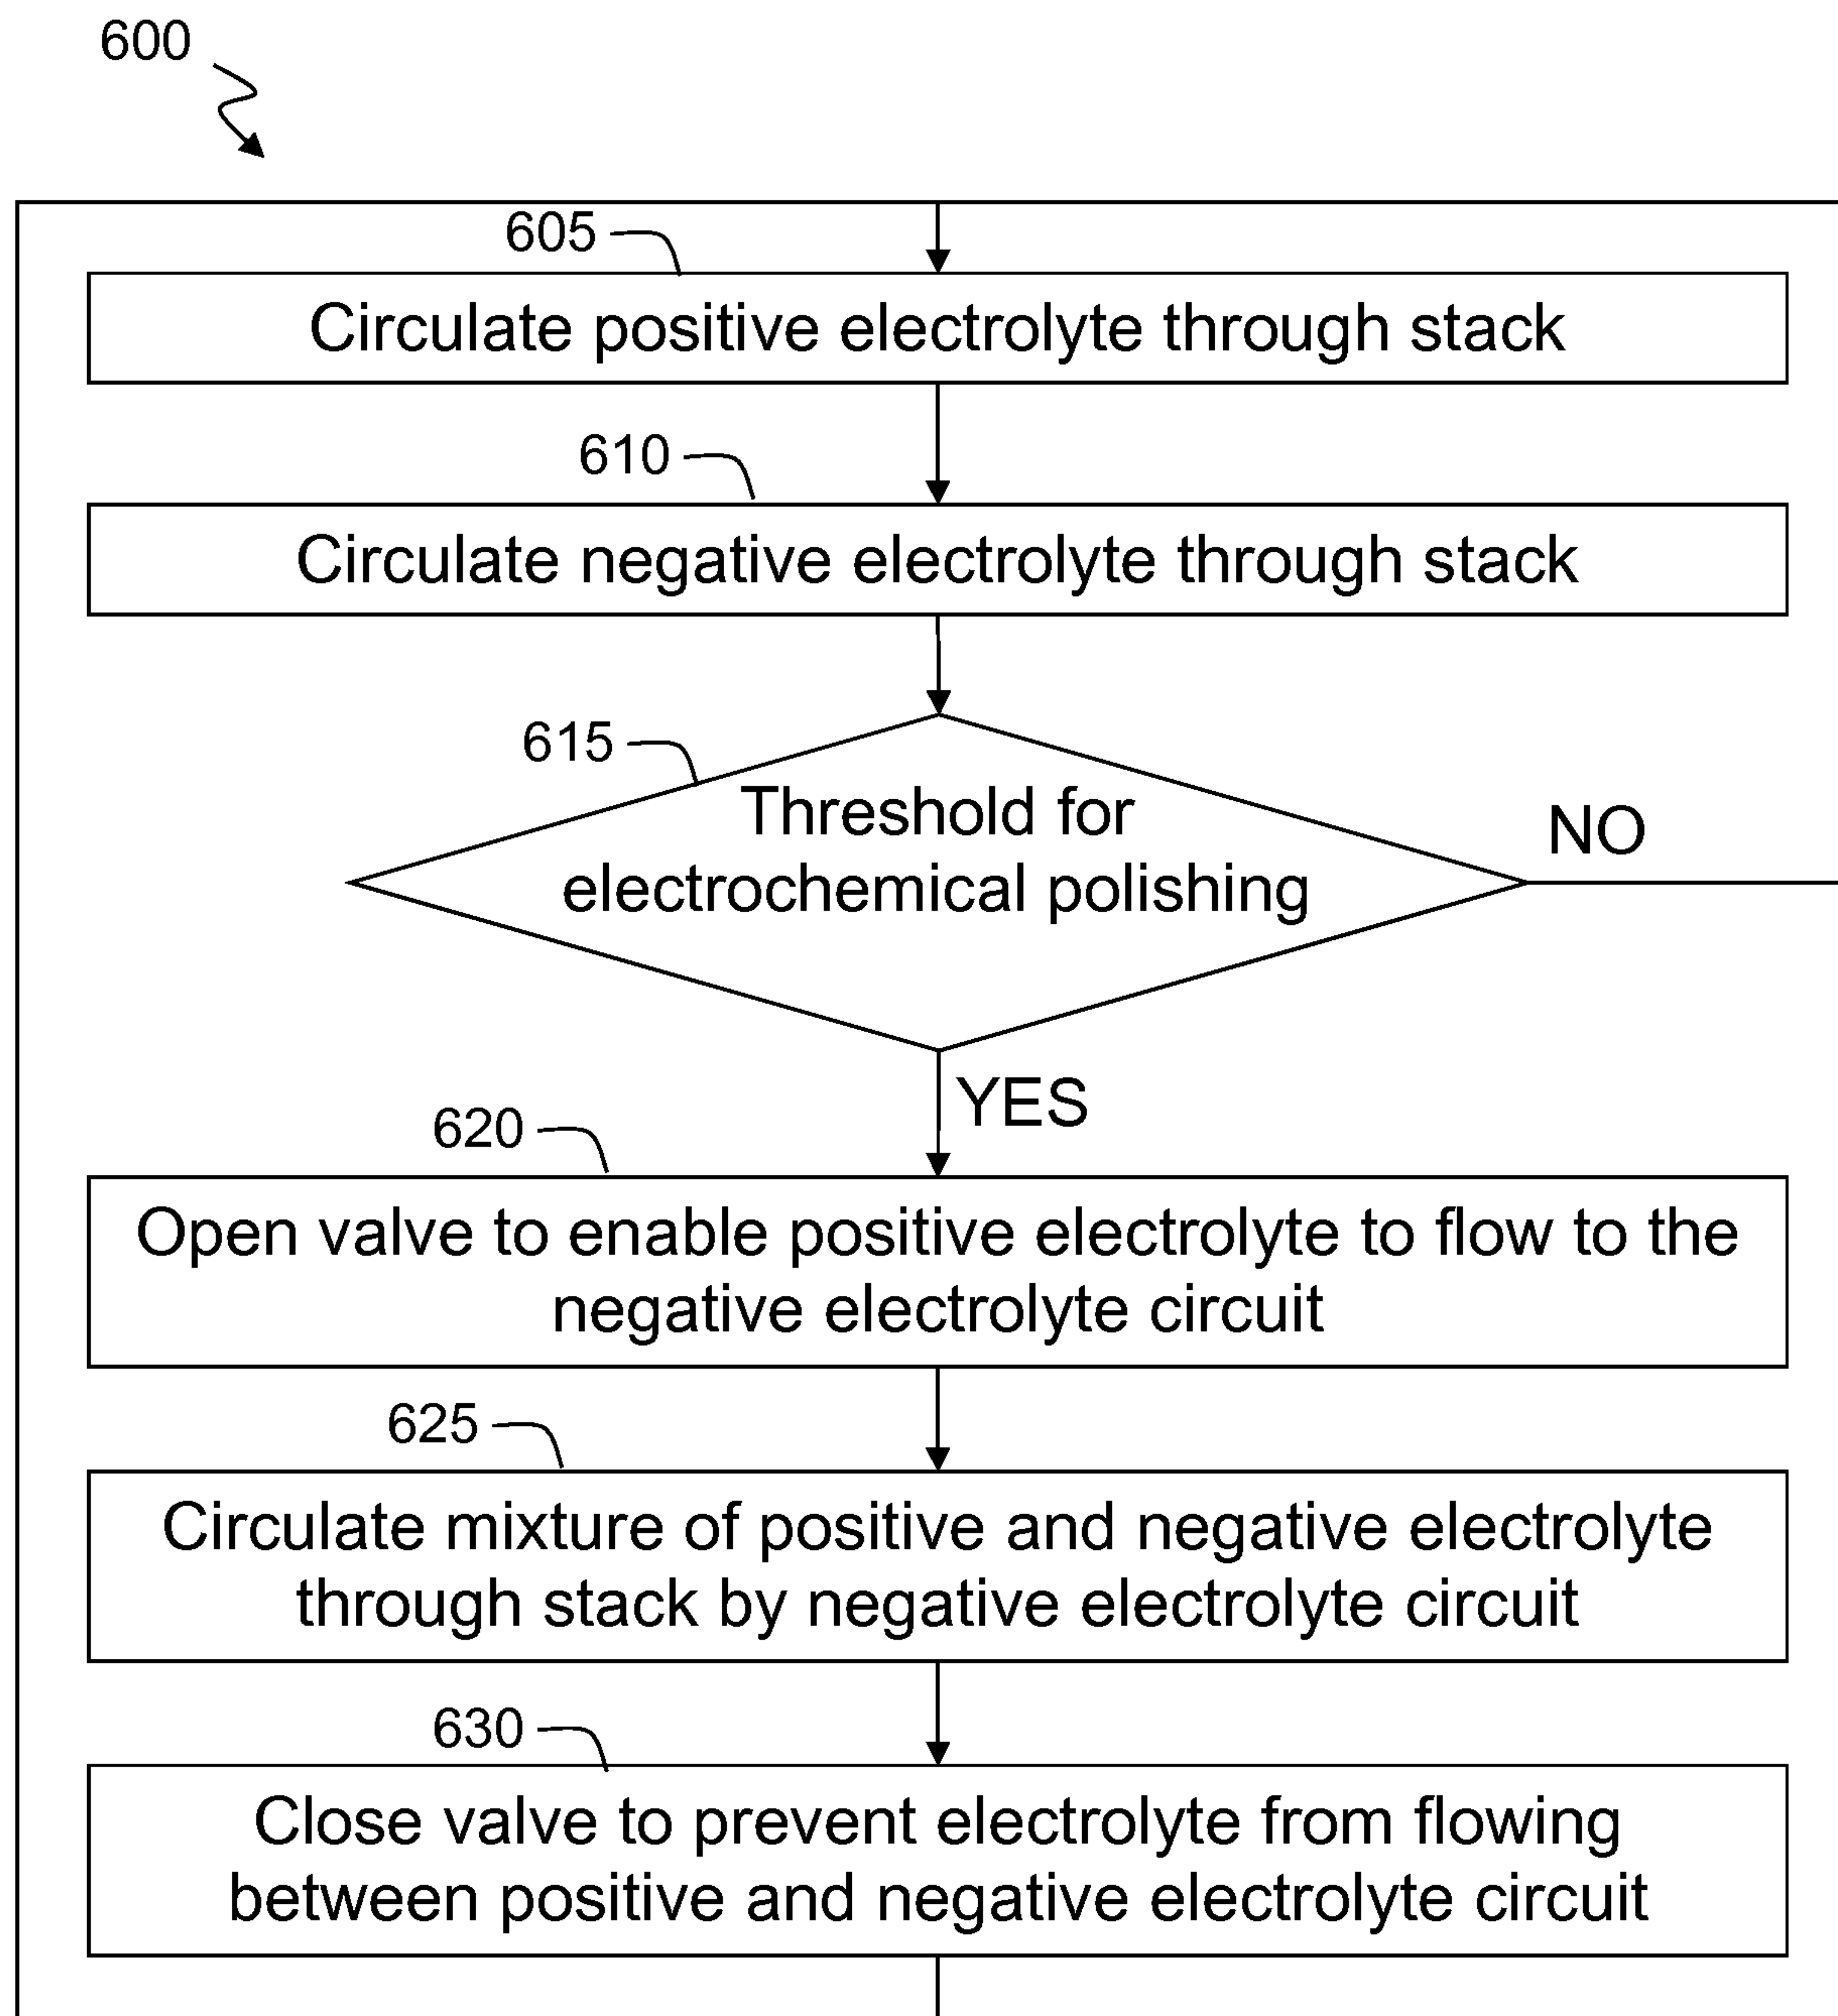 600
605
Circulate positive electrolyte through stack
610
Circulate negative electrolyte through stack
615
Threshold for
electrochemical polishing
NO
YES
620
Open valve to enable positive electrolyte to flow to the
negative electrolyte circuit
625
Circulate mixture of positive and negative electrolyte
through stack by negative electrolyte circuit
630
Close valve to prevent electrolyte from flowing
between positive and negative electrolyte circuit